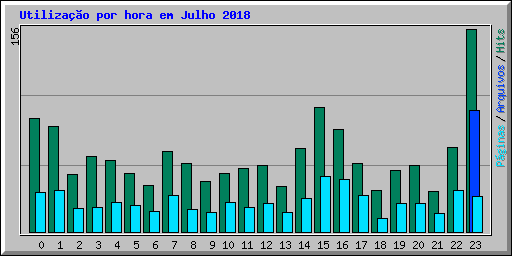 Utilização por hora em Julho 2018
156
Páginas / Arquivos / Hits
0 1 2 3 4 5 6 7 8 9 10 11 12 13 14 15 16 17 18 19 20 21 22 23